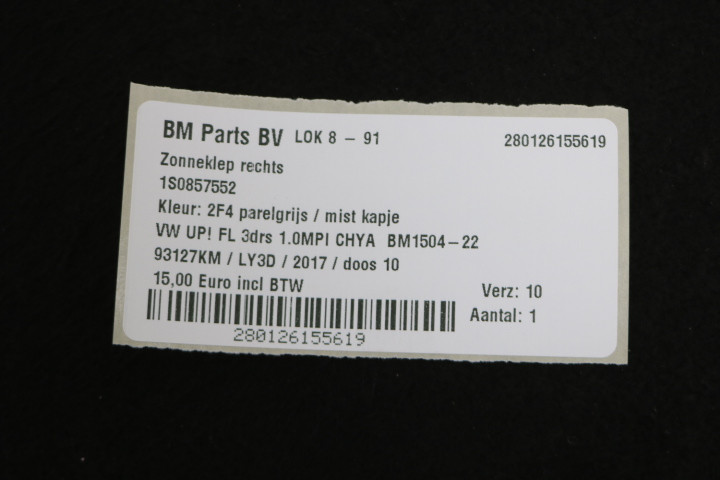 BM Parts BV LOK 8 - 91 280126155619
Zonneklep rechts
1S0857552
Kleur: 2F4 parelgrijs / mist kapje
VW UP! FL 3drs 1.0MPI CHYA BM1504-22
93127KM / LY3D / 2017 / doos 10
15,00 Euro incl BTW Verz: 10
Aantal: 1
280126155619